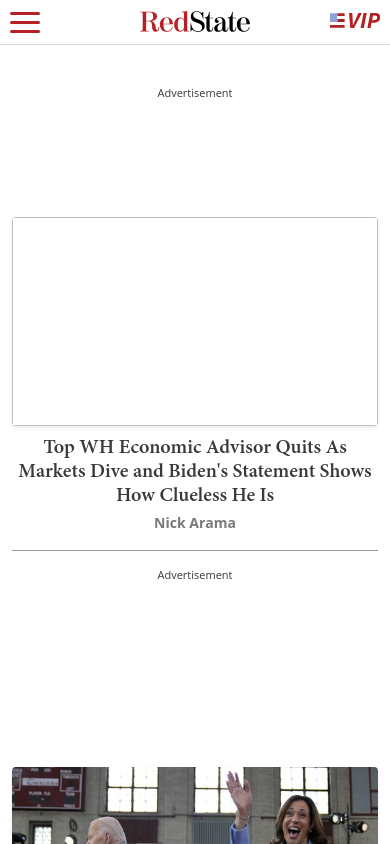 RedState
VIP
Advertisement
Top WH Economic Advisor Quits As
Markets Dive and Biden's Statement Shows
How Clueless He Is
Nick Arama
Advertisement